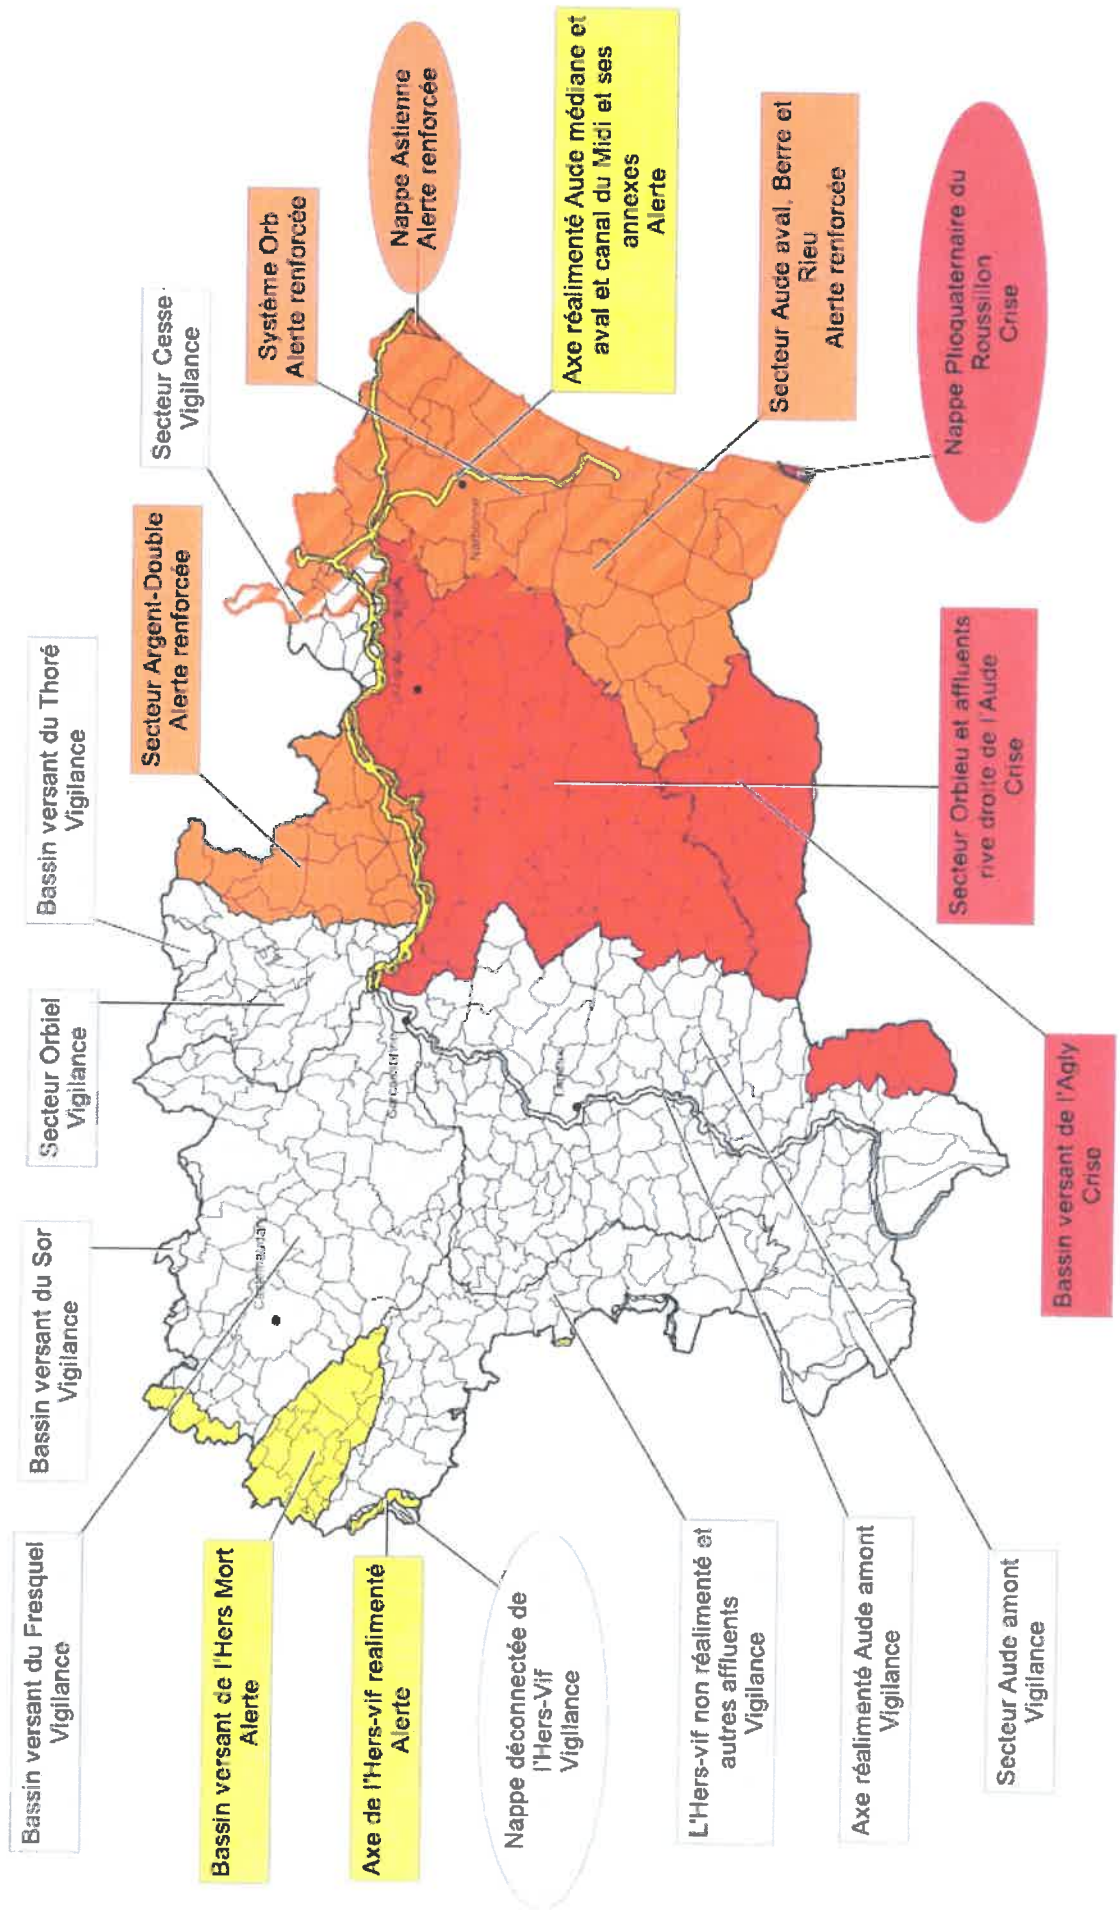 Bassin versant du Fresquel
Vigilance
Bassin versant du Sor
Vigilance
Secteur Orbiel
Vigilance
Bassin versant du Thoré
Vigilance
Secteur Argent-Double
Alerte renforcée
Secteur Cesse
Vigilance
Système Orb
Alerte renforcée
Nappe Astienne
Alerte renforcée
Axe réalimenté Aude médiane et
aval et canal du Midi et ses
annexes
Alerte
Secteur Aude aval, Berre et
Rieu
Alerte renforcée
Nappe Plioquaternaire du
Roussillon
Crise
Secteur Orbieu et affluents
rive droite de l'Aude
Crise
Bassin versant de l'Agly
Crise
Bassin versant de l'Hers Mort
Alerte
Axe de l'Hers-vif realimenté
Alerte
Nappe déconnectée de
l'Hers-Vif
Vigilance
L'Hers-vif non réalimenté et
autres affluents
Vigilance
Axe réalimenté Aude amont
Vigilance
Secteur Aude amont
Vigilance
Narbonne